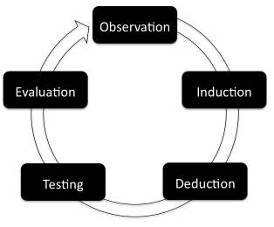 Observation
Induction
Deduction
Testing
Evaluation